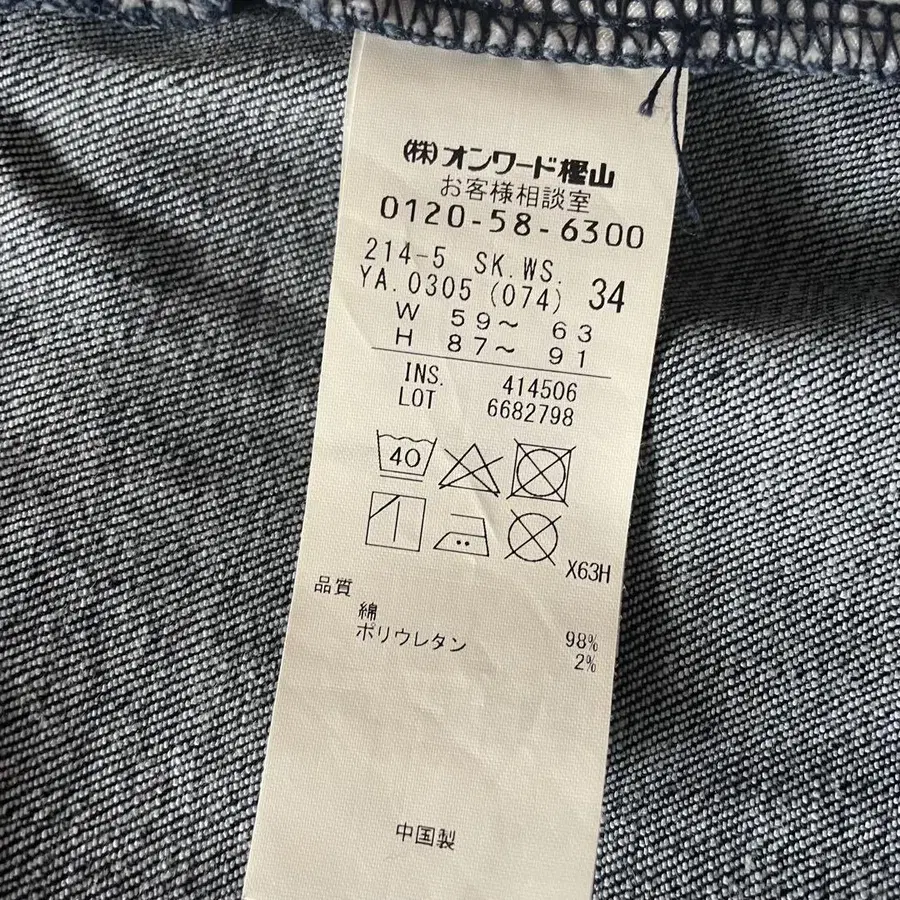 (株)オンワード樫山
お客様相談室
0120-58-6300
214-5 SK.WS.
YA.0305 (074) 34
W 59〜 63
H 87〜 91
INS. 414506
LOT 6682798
40
X63H
品質
綿 98%
ポリウレタン 2%
中国製